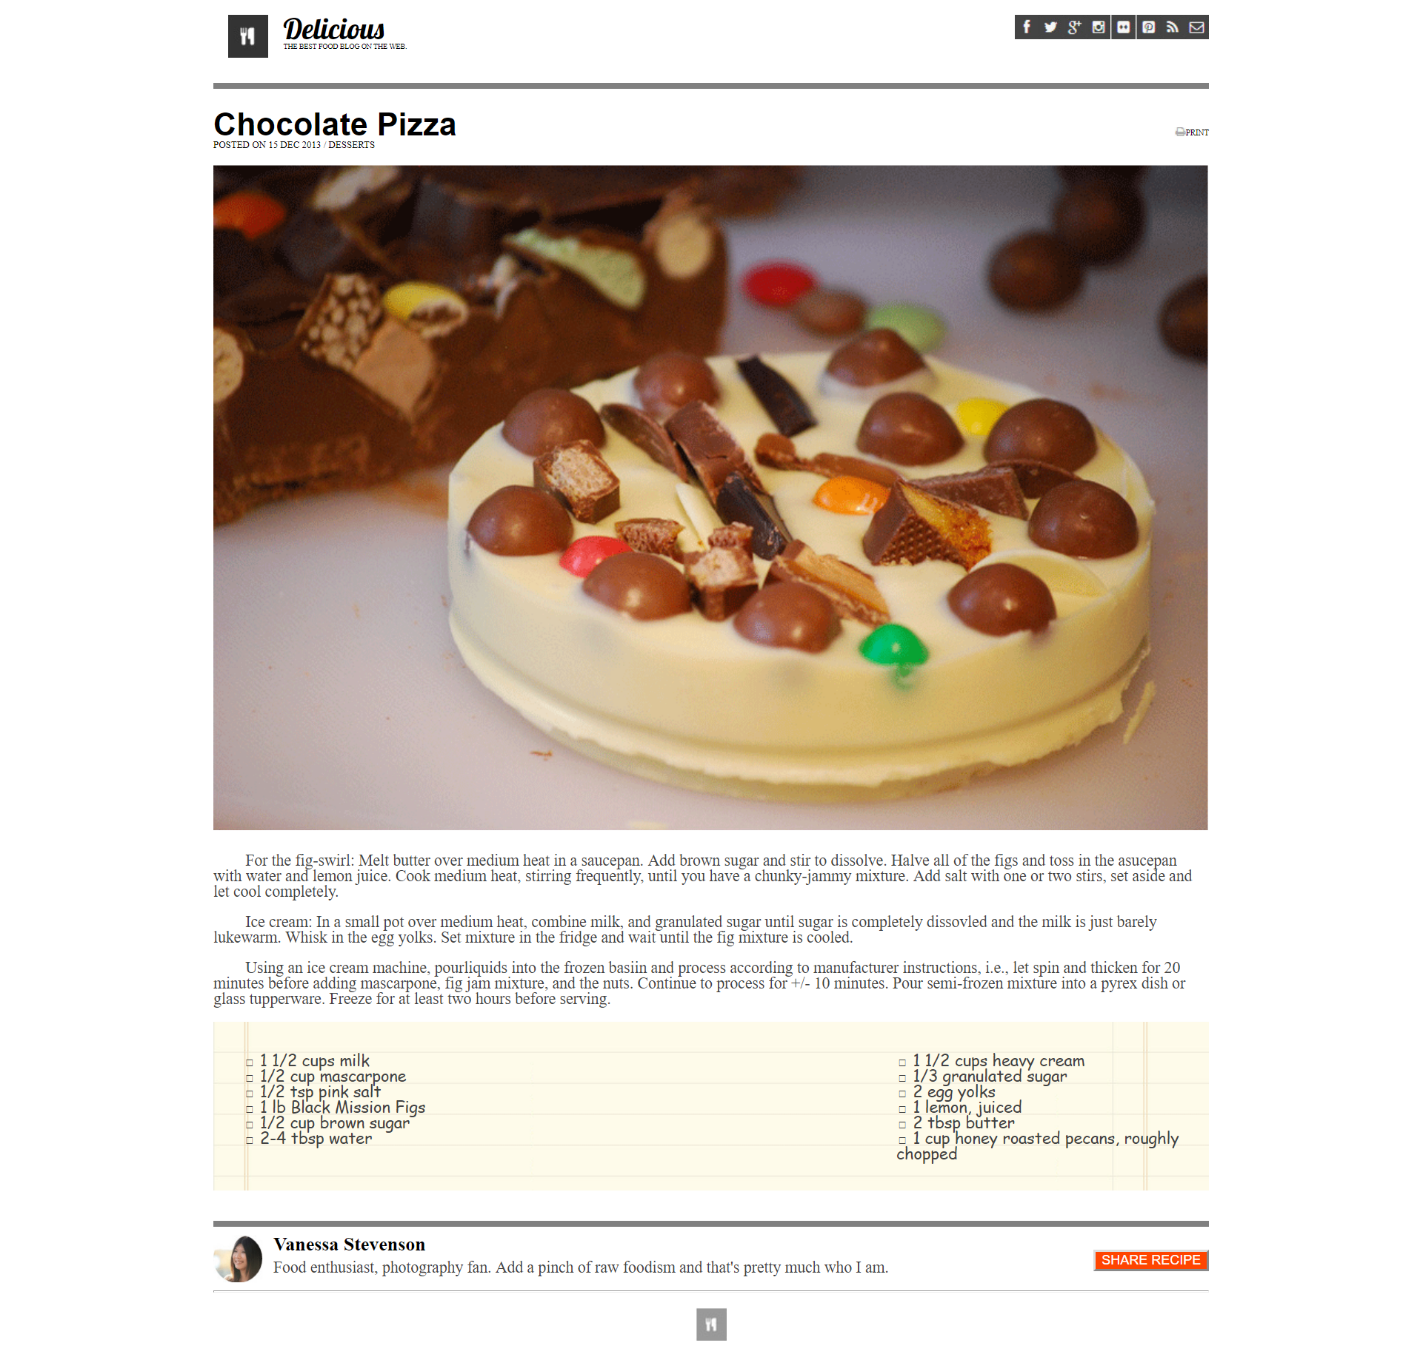 Delicious
THE BEST FOOD BLOG ON THE WEB.
Chocolate Pizza
PRINT
POSTED ON 15 DEC 2013 / DESSERTS
For the fig-swirl: Melt butter over medium heat in a saucepan. Add brown sugar and stir to dissolve. Halve all of the figs and toss in the asucepan
with water and lemon juice. Cook medium heat, stirring frequently, until you have a chunky-jammy mixture. Add salt with one or two stirs, set aside and
let cool completely.
Ice cream: In a small pot over medium heat, combine milk, and granulated sugar until sugar is completely dissovled and the milk is just barely
lukewarm. Whisk in the egg yolks. Set mixture in the fridge and wait until the fig mixture is cooled.
Using an ice cream machine, pourliquids into the frozen basiin and process according to manufacturer instructions, i.e., let spin and thicken for 20
minutes before adding mascarpone, fig jam mixture, and the nuts. Continue to process for +/- 10 minutes. Pour semi-frozen mixture into a pyrex dish or
glass tupperware. Freeze for at least two hours before serving.
1 1/2 cups milk
1/2 cup mascarpone
1/2 tsp pink salt
1 lb Black Mission Figs
1/2 cup brown sugar
2-4 tbsp water
1 1/2 cups heavy cream
1/3 granulated sugar
2 egg yolks
1 lemon, juiced
2 tbsp butter
1 cup honey roasted pecans, roughly
chopped
Vanessa Stevenson
Food enthusiast, photography fan. Add a pinch of raw foodism and that's pretty much who I am.
SHARE RECIPE